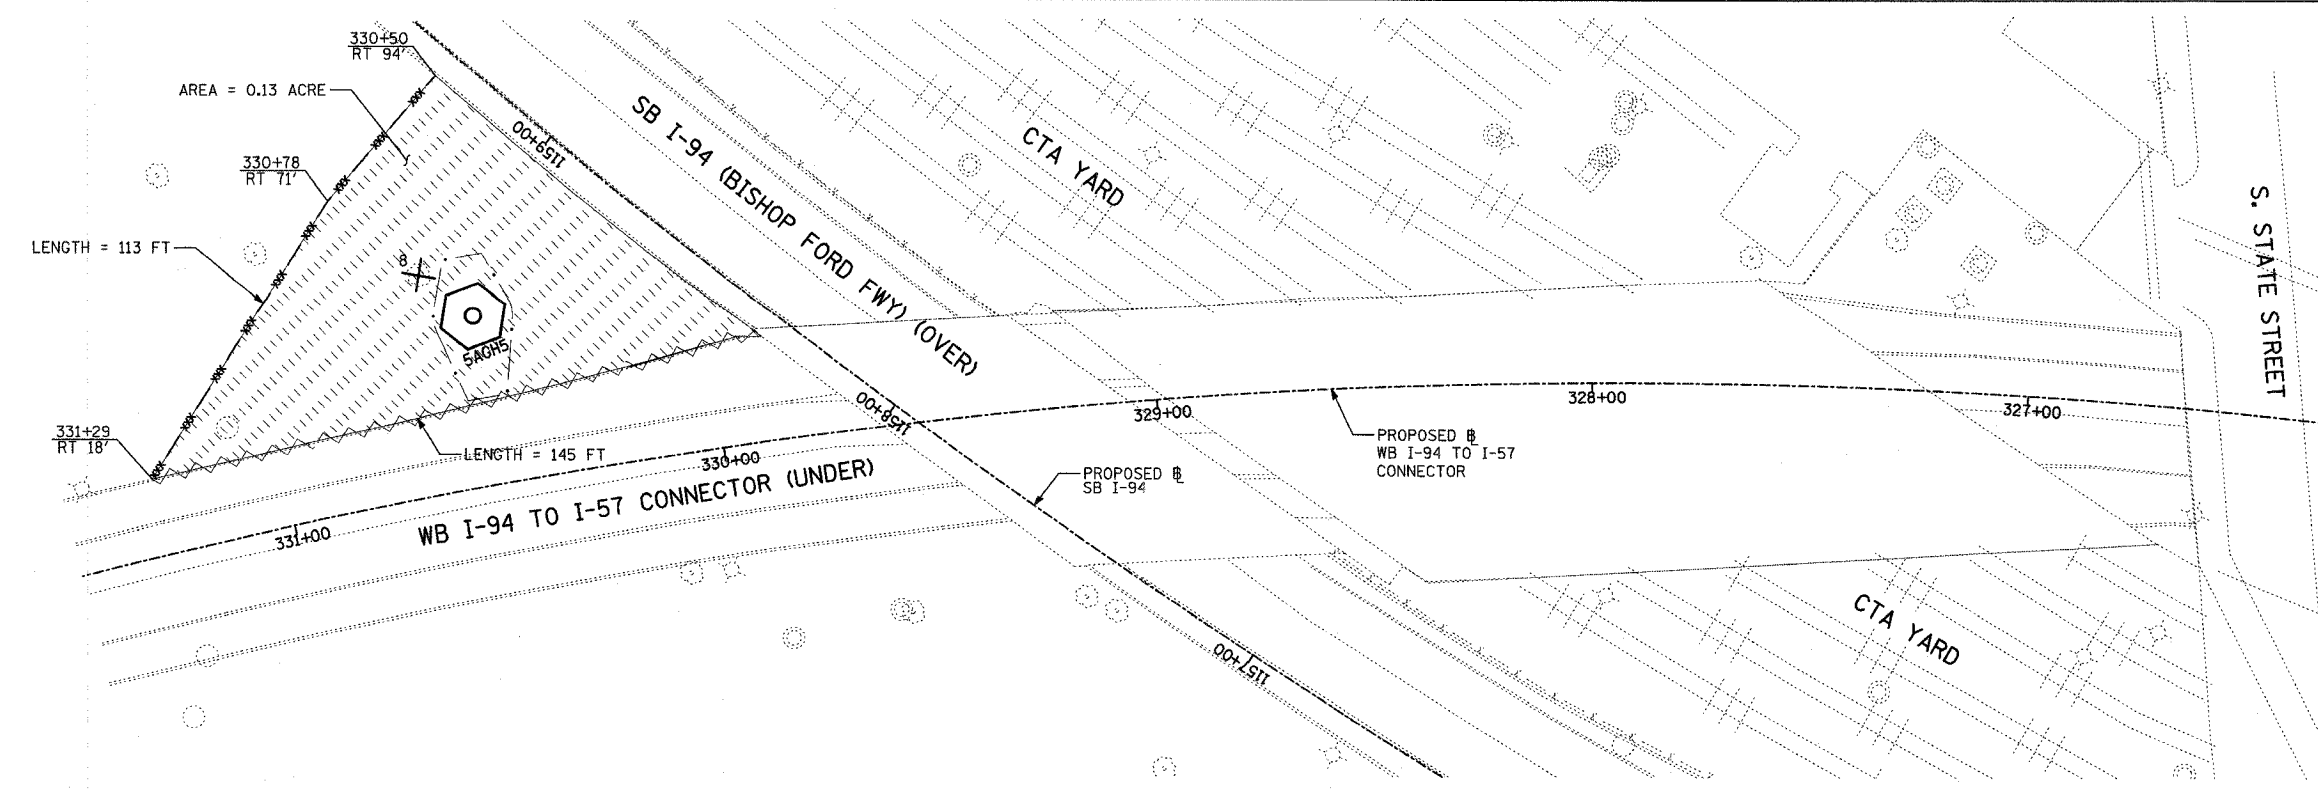 330+50
RT 94'
AREA = 0.13 ACRE
330+78
RT 71'
LENGTH = 113 FT
8
5AGH5
331+29
RT 18'
LENGTH = 145 FT
1159+00
SB I-94 (BISHOP FORD FWY) (OVER)
CTA YARD
S. STATE STREET
1158+00
329+00
328+00
327+00
330+00
331+00
WB I-94 TO I-57 CONNECTOR (UNDER)
PROPOSED ℄
SB I-94
PROPOSED ℄
WB I-94 TO I-57
CONNECTOR
1157+00
CTA YARD